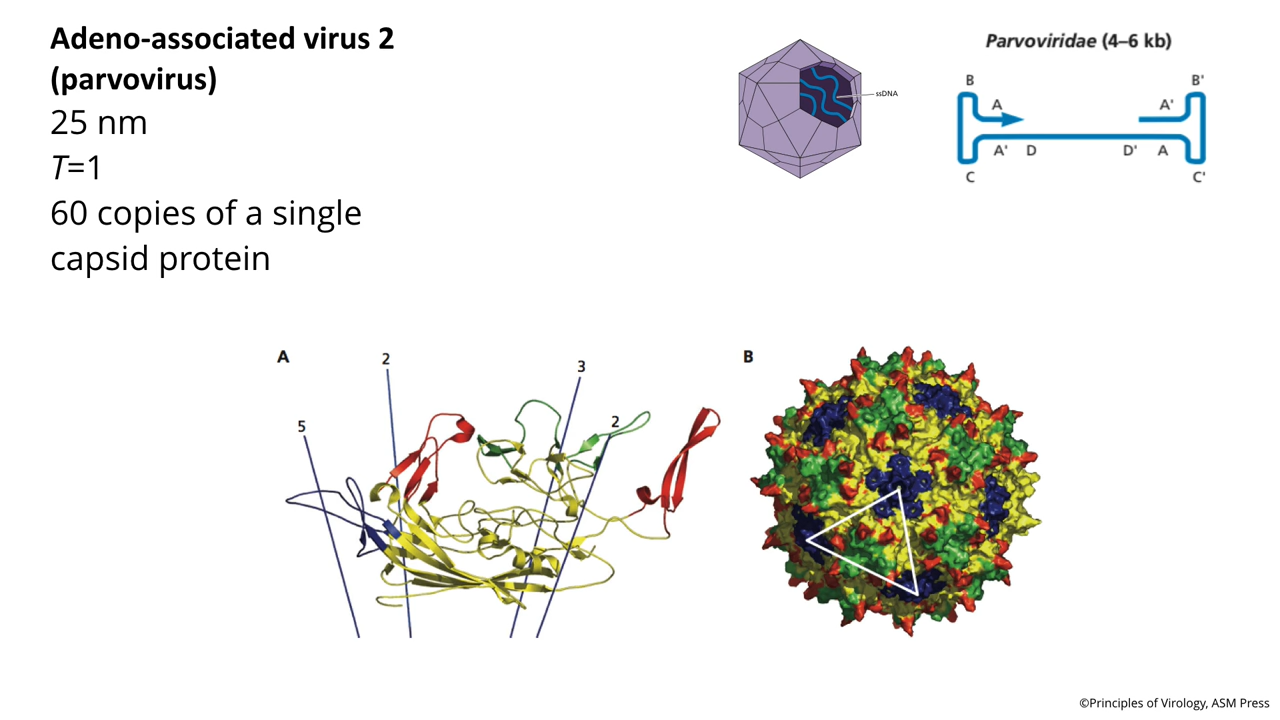 Adeno-associated virus 2
(parvovirus)
25 nm
T=1
60 copies of a single
capsid protein
ssDNA
Parvoviridae (4–6 kb)
B
B'
A
A'
A'
D
D'
A
C
C'
A
5
2
3
2
B
©Principles of Virology, ASM Press